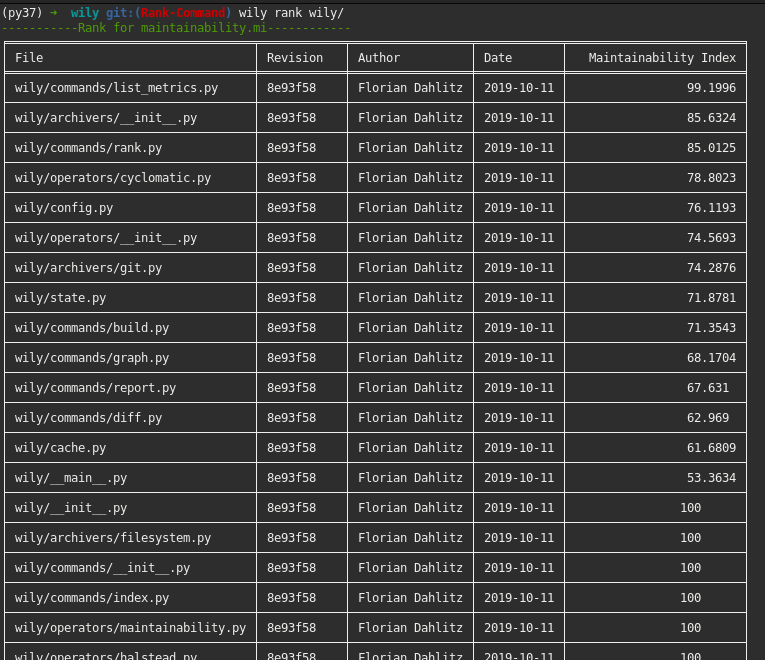 (py37) ➜  wily git:(Rank-Command) wily rank wily/
-----------Rank for maintainability.mi------------
File Revision Author Date Maintainability Index
wily/commands/list_metrics.py 8e93f58 Florian Dahlitz 2019-10-11 99.1996
wily/archivers/__init__.py 8e93f58 Florian Dahlitz 2019-10-11 85.6324
wily/commands/rank.py 8e93f58 Florian Dahlitz 2019-10-11 85.0125
wily/operators/cyclomatic.py 8e93f58 Florian Dahlitz 2019-10-11 78.8023
wily/config.py 8e93f58 Florian Dahlitz 2019-10-11 76.1193
wily/operators/__init__.py 8e93f58 Florian Dahlitz 2019-10-11 74.5693
wily/archivers/git.py 8e93f58 Florian Dahlitz 2019-10-11 74.2876
wily/state.py 8e93f58 Florian Dahlitz 2019-10-11 71.8781
wily/commands/build.py 8e93f58 Florian Dahlitz 2019-10-11 71.3543
wily/commands/graph.py 8e93f58 Florian Dahlitz 2019-10-11 68.1704
wily/commands/report.py 8e93f58 Florian Dahlitz 2019-10-11 67.631
wily/commands/diff.py 8e93f58 Florian Dahlitz 2019-10-11 62.969
wily/cache.py 8e93f58 Florian Dahlitz 2019-10-11 61.6809
wily/__main__.py 8e93f58 Florian Dahlitz 2019-10-11 53.3634
wily/__init__.py 8e93f58 Florian Dahlitz 2019-10-11 100
wily/archivers/filesystem.py 8e93f58 Florian Dahlitz 2019-10-11 100
wily/commands/__init__.py 8e93f58 Florian Dahlitz 2019-10-11 100
wily/commands/index.py 8e93f58 Florian Dahlitz 2019-10-11 100
wily/operators/maintainability.py 8e93f58 Florian Dahlitz 2019-10-11 100
wily/operators/halstead.py 8e93f58 Florian Dahlitz 2019-10-11 100